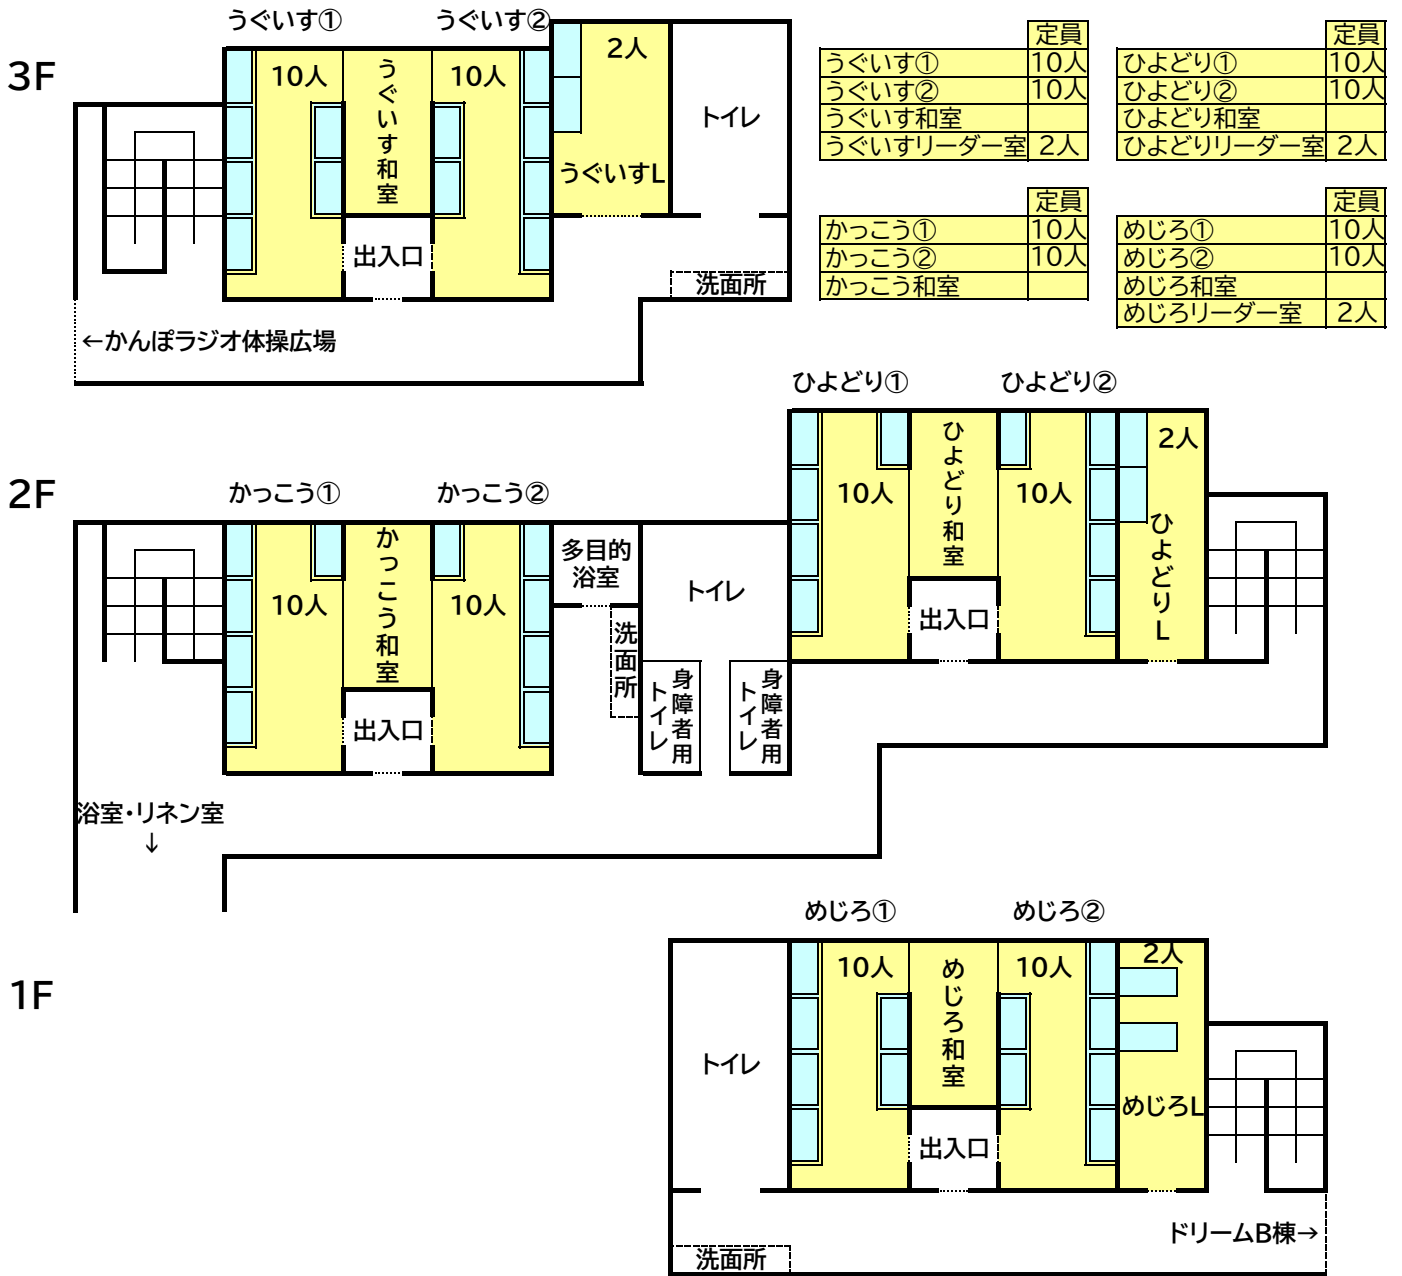 うぐいす①
うぐいす②
3F
10人
うぐいす和室
10人
2人
うぐいすL
トイレ
出入口
洗面所
←かんぽラジオ体操広場
定員
うぐいす① 10人
うぐいす② 10人
うぐいす和室
うぐいすリーダー室 2人
定員
ひよどり① 10人
ひよどり② 10人
ひよどり和室
ひよどりリーダー室 2人
定員
かっこう① 10人
かっこう② 10人
かっこう和室
定員
めじろ① 10人
めじろ② 10人
めじろ和室
めじろリーダー室 2人
2F
かっこう①
かっこう②
10人
かっこう和室
10人
出入口
多目的
浴室
洗面所
トイレ
身障者用
トイレ
身障者用
トイレ
ひよどり①
ひよどり②
10人
ひよどり和室
10人
出入口
2人
ひよどりL
浴室・リネン室
↓
1F
めじろ①
めじろ②
トイレ
10人
めじろ和室
10人
出入口
2人
めじろL
洗面所
ドリームB棟→